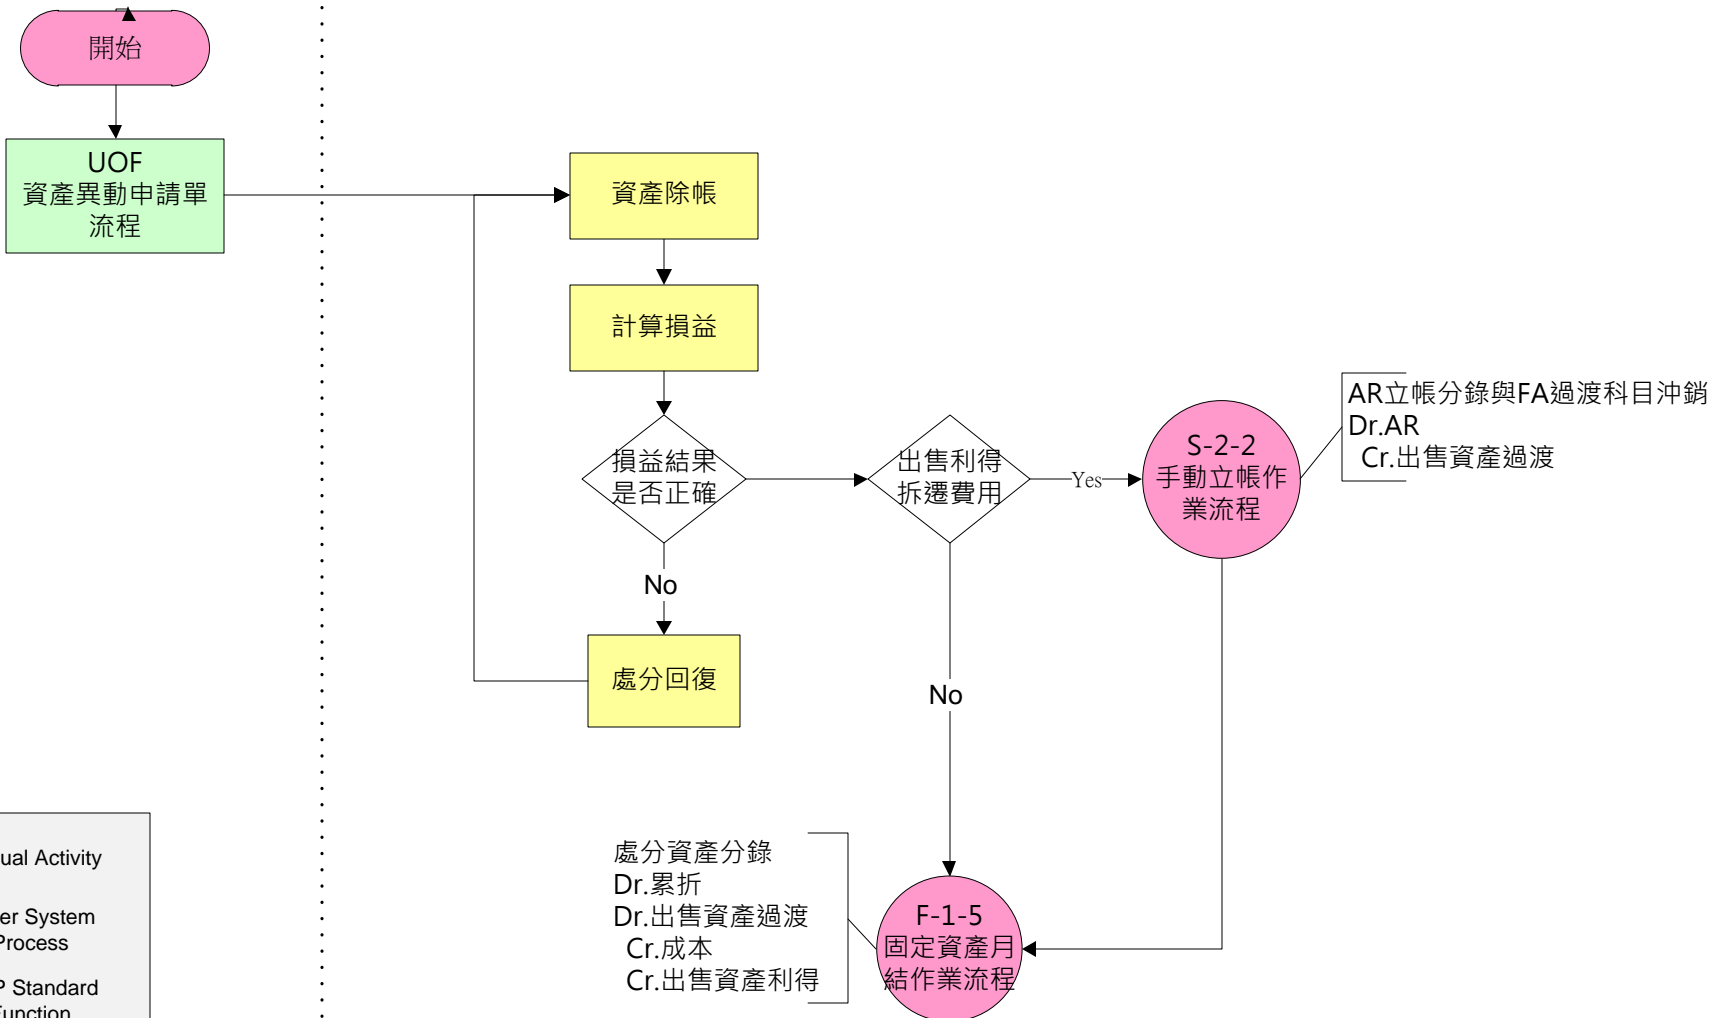 開始
UOF
資產異動申請單
流程
資產除帳
計算損益
損益結果
是否正確
出售利得
拆遷費用
Yes
S-2-2
手動立帳作
業流程
AR立帳分錄與FA過渡科目沖銷
Dr.AR
Cr.出售資產過渡
No
處分回復
No
處分資產分錄
Dr.累折
Dr.出售資產過渡
Cr.成本
Cr.出售資產利得
F-1-5
固定資產月
結作業流程
Activity
System
Process
Standard
Function